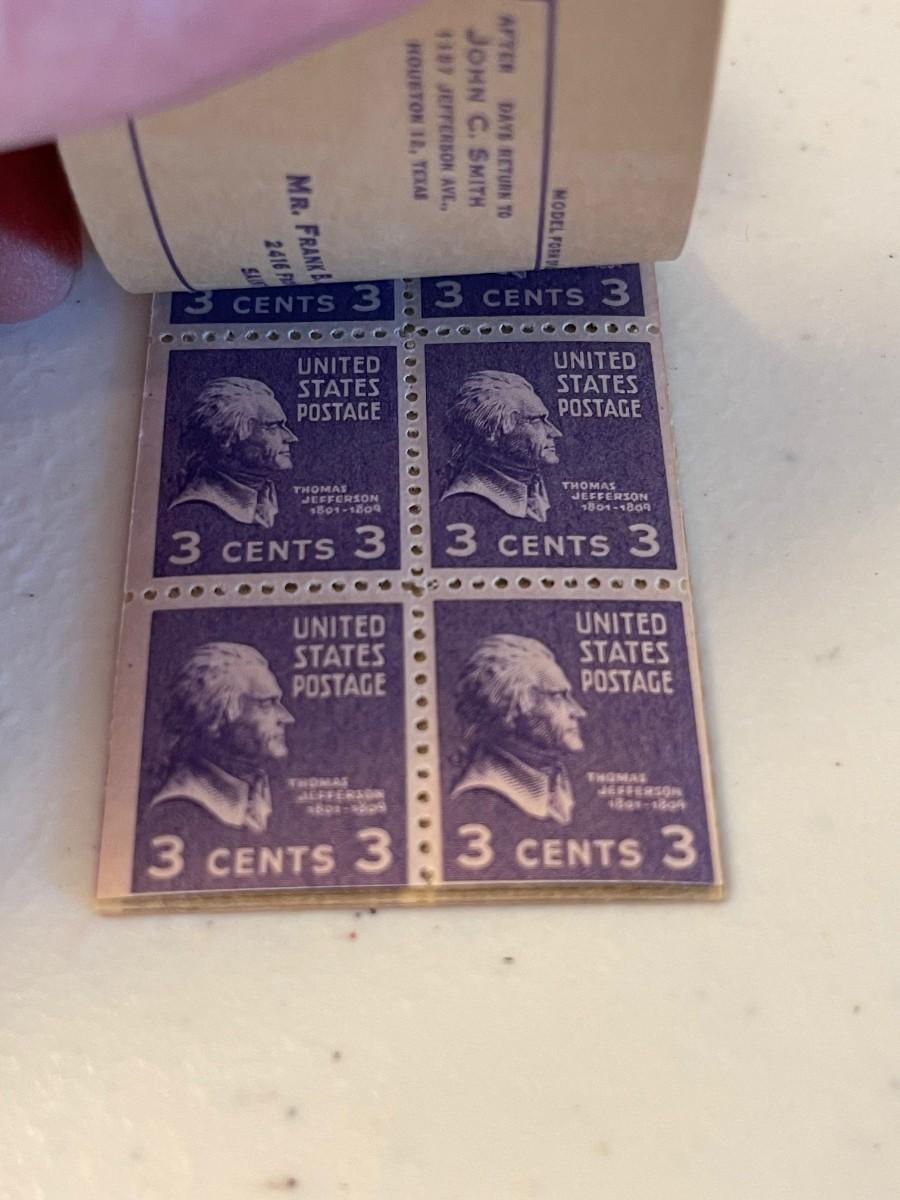 AFTER DAYS RETURN TO
JOHN C. SMITH
1187 JEFFERSON AVE.,
HOUSTON 12, TEXAS
MR. FRANK B.
2416
MODEL FORM
3 CENTS 3
3 CENTS 3
UNITED
STATES
POSTAGE
THOMAS
JEFFERSON
1801-1809
3 CENTS 3
UNITED
STATES
POSTAGE
THOMAS
JEFFERSON
1801-1809
3 CENTS 3
UNITED
STATES
POSTAGE
THOMAS
JEFFERSON
1801-1809
3 CENTS 3
UNITED
STATES
POSTAGE
THOMAS
JEFFERSON
1801-1809
3 CENTS 3